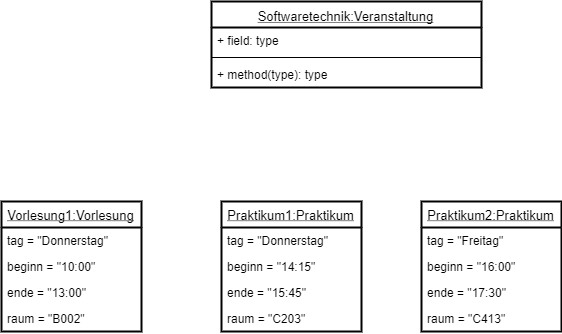 Softwaretechnik:Veranstaltung
+ field: type
+ method(type): type
Vorlesung1:Vorlesung
tag = "Donnerstag"
beginn = "10:00"
ende = "13:00"
raum = "B002"
Praktikum1:Praktikum
tag = "Donnerstag"
beginn = "14:15"
ende = "15:45"
raum = "C203"
Praktikum2:Praktikum
tag = "Freitag"
beginn = "16:00"
ende = "17:30"
raum = "C413"